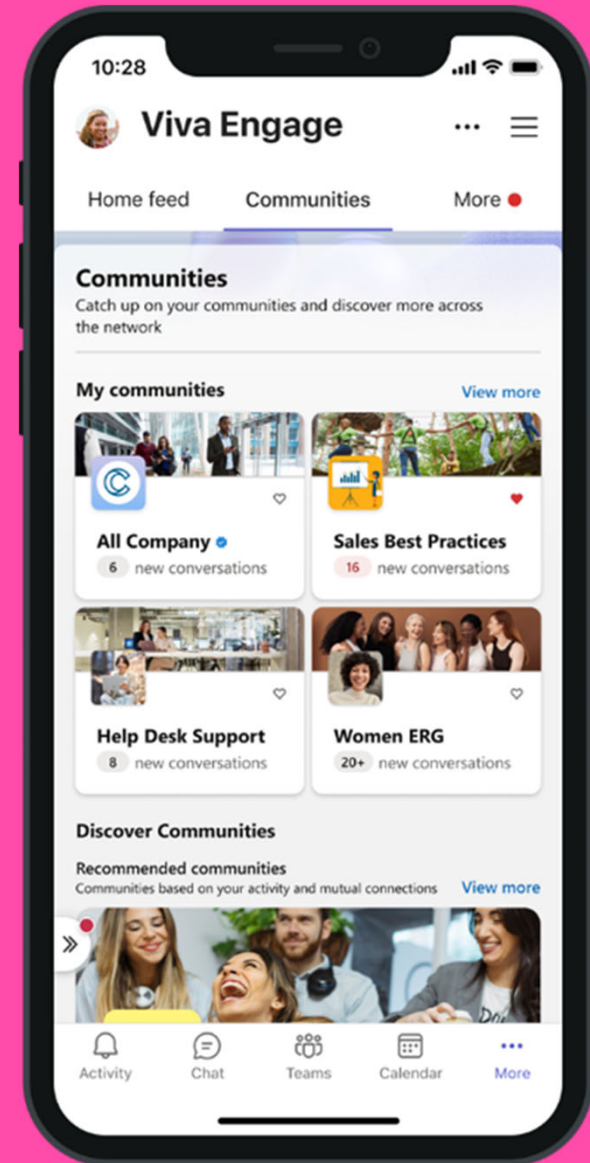 10:28
Viva Engage
Home feed Communities More
Communities
Catch up on your communities and discover more across
the network
My communities View more
All Company
6 new conversations
Sales Best Practices
16 new conversations
Help Desk Support
8 new conversations
Women ERG
20+ new conversations
Discover Communities
Recommended communities
Communities based on your activity and mutual connections View more
Activity Chat Teams Calendar More